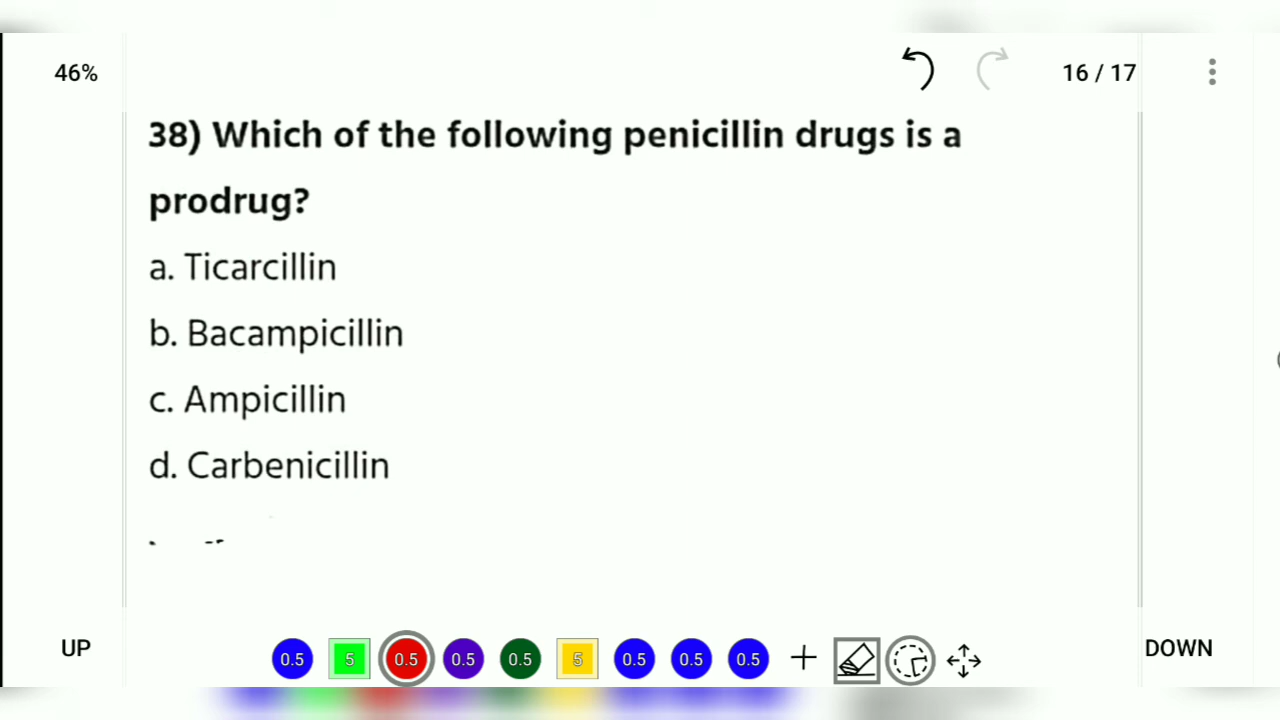 46%
16 / 17
38) Which of the following penicillin drugs is a
prodrug?
a. Ticarcillin
b. Bacampicillin
c. Ampicillin
d. Carbenicillin
UP
0.5 5 0.5 0.5 0.5 5 0.5 0.5 0.5
DOWN